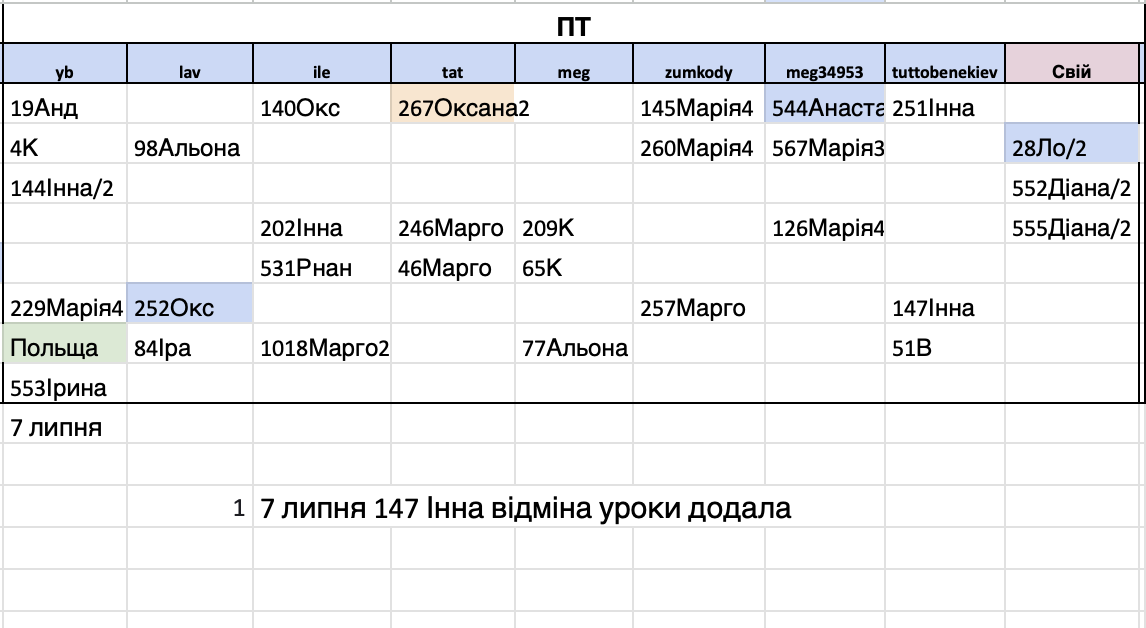 ПТ
yb lav ile tat meg zumkody meg34953 tuttobenekiev Свій
19Анд 140Окс 267Оксана2 145Марія4 544Анаста 251Інна
4К 98Альона 260Марія4 567Марія3 28Ло/2
144Інна/2 552Діана/2
202Інна 246Марго 209К 126Марія4 555Діана/2
531Рнан 46Марго 65К
229Марія4 252Окс 257Марго 147Інна
Польща 84Іра 1018Марго2 77Альона 51В
553Ірина
7 липня
1 7 липня 147 Інна відміна уроки додала